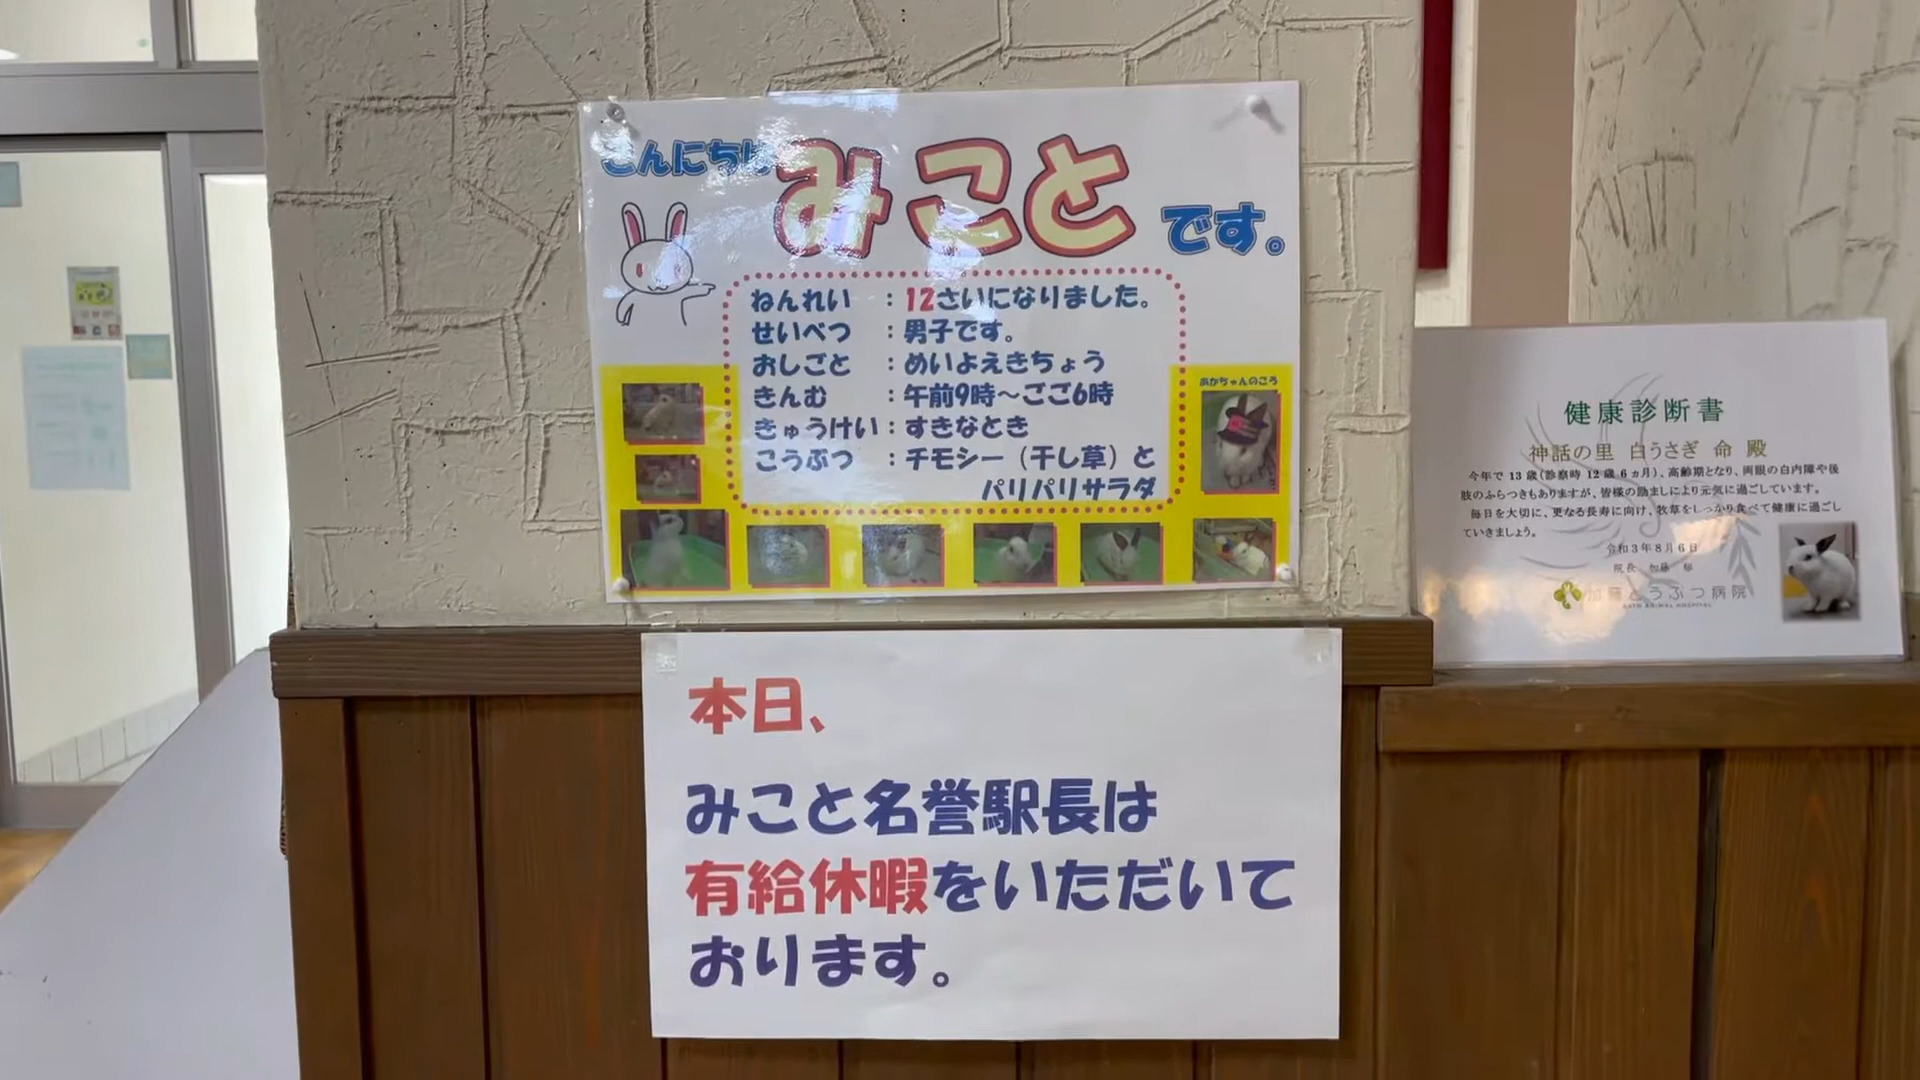 こんにちは
みこと
です。
ねんれい :12さいになりました。
せいべつ :男子です。
おしごと :めいよえきちょう
きんむ :午前9時～ごご6時
きゅうけい:すきなとき
こうぶつ :チモシー（干し草）と
パリパリサラダ
あかちゃんのころ
本日、
みこと名誉駅長は
有給休暇をいただいて
おります。
健康診断書
神話の里 白うさぎ 命 殿
今年で13歳(診察時12歳6ヵ月)、高齢期となり、両眼の白内障や後
肢のふらつきもありますが、皆様の励ましにより元気に過ごしています。
毎日を大切に、更なる長寿に向け、牧草をしっかり食べて健康に過ごし
ていきましょう。
令和3年8月6日
院長 加藤 郁
加藤どうぶつ病院
KATO ANIMAL HOSPITAL